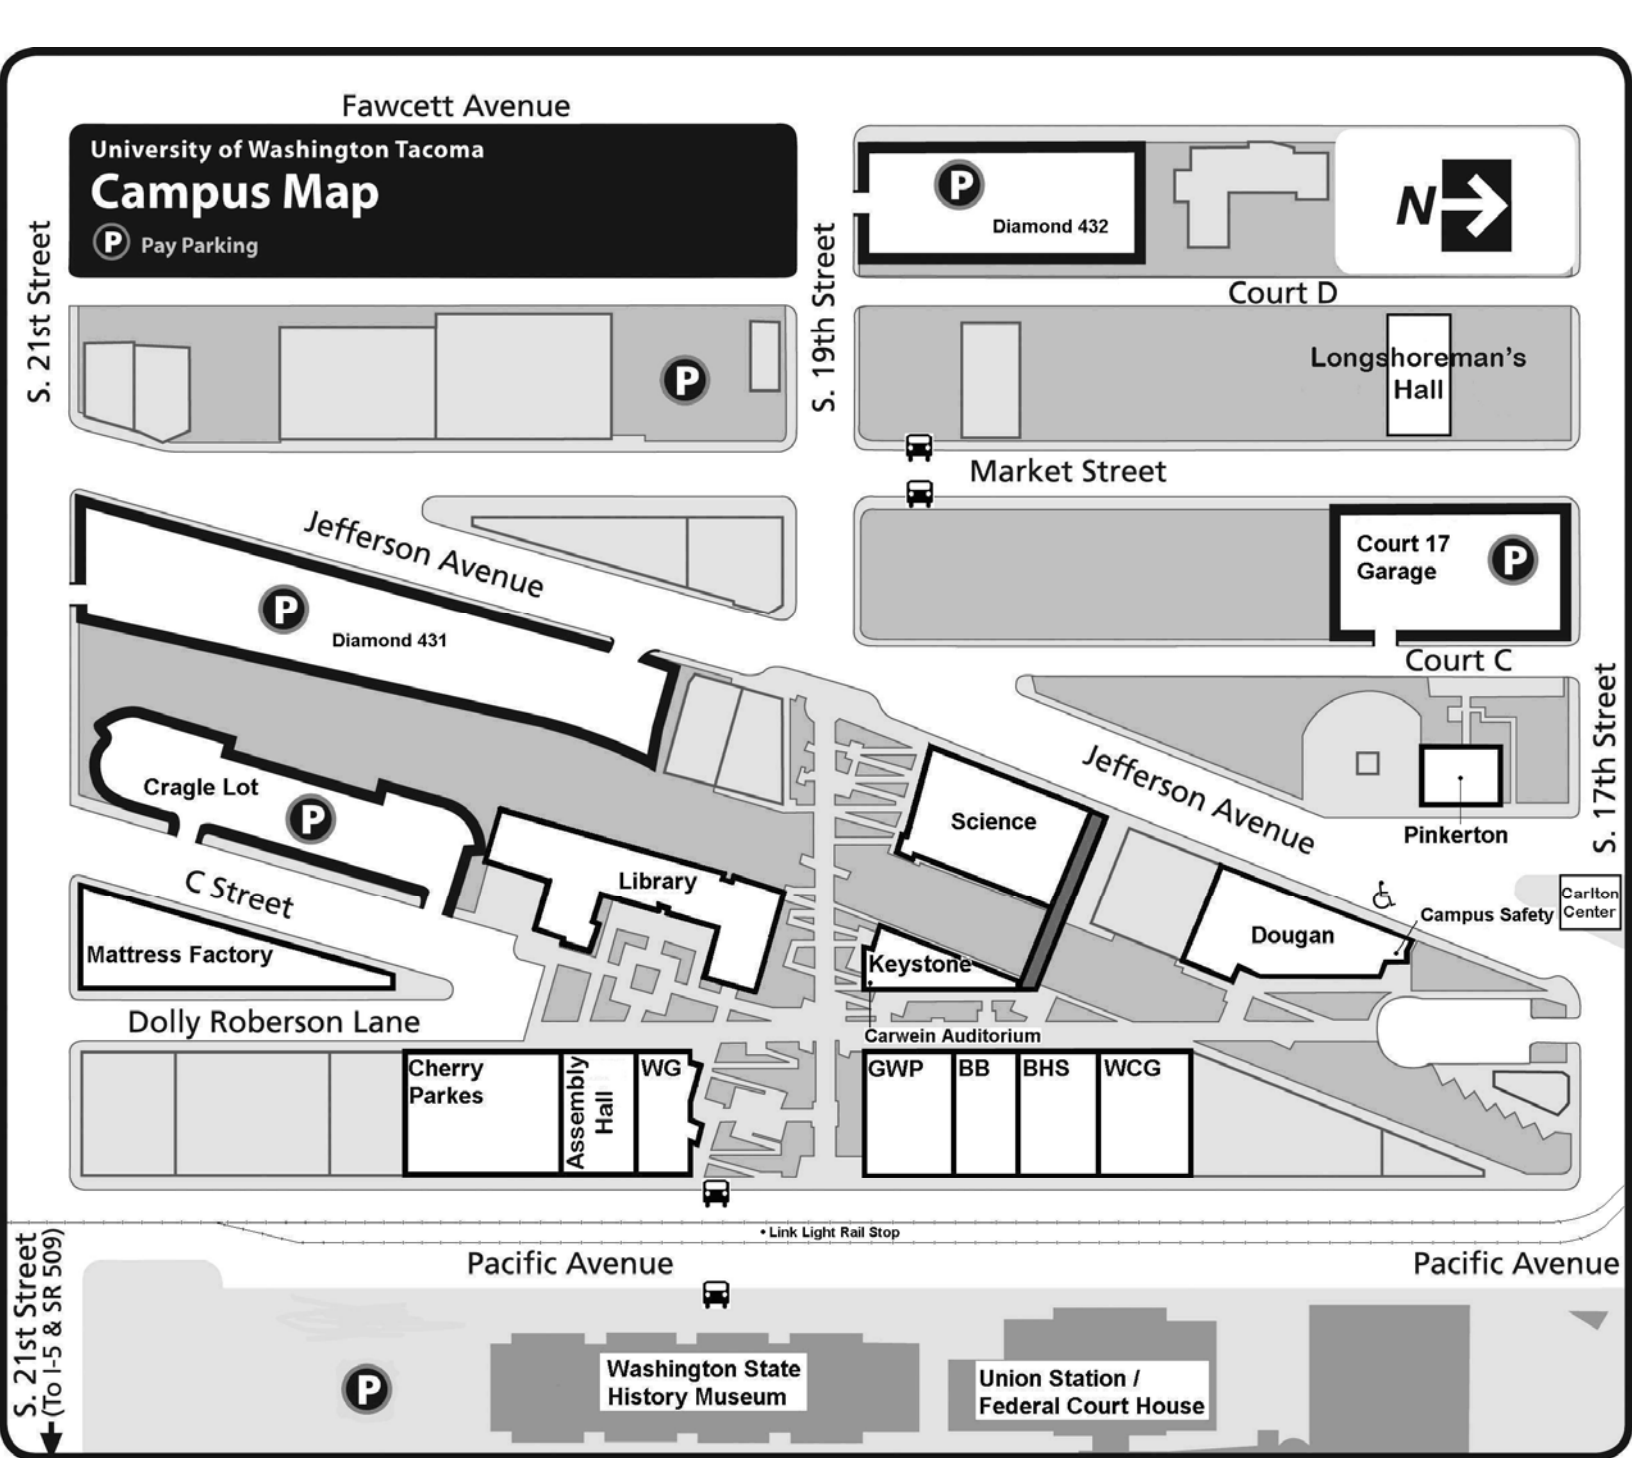 Fawcett Avenue
University of Washington Tacoma
Campus Map
P Pay Parking
P
Diamond 432
N
S. 21st Street
S. 19th Street
Court D
P
Longshoreman's
Hall
Market Street
Jefferson Avenue
Court 17
Garage
P
P
Diamond 431
Court C
S. 17th Street
Jefferson Avenue
Cragle Lot
P
Science
Pinkerton
C Street
Library
Carlton
Center
Campus Safety
Dougan
Mattress Factory
Keystone
Dolly Roberson Lane
Carwein Auditorium
Cherry
Parkes
Assembly
Hall
WG
GWP
BB
BHS
WCG
• Link Light Rail Stop
Pacific Avenue
Pacific Avenue
S. 21st Street
(To I-5 & SR 509)
P
Washington State
History Museum
Union Station /
Federal Court House